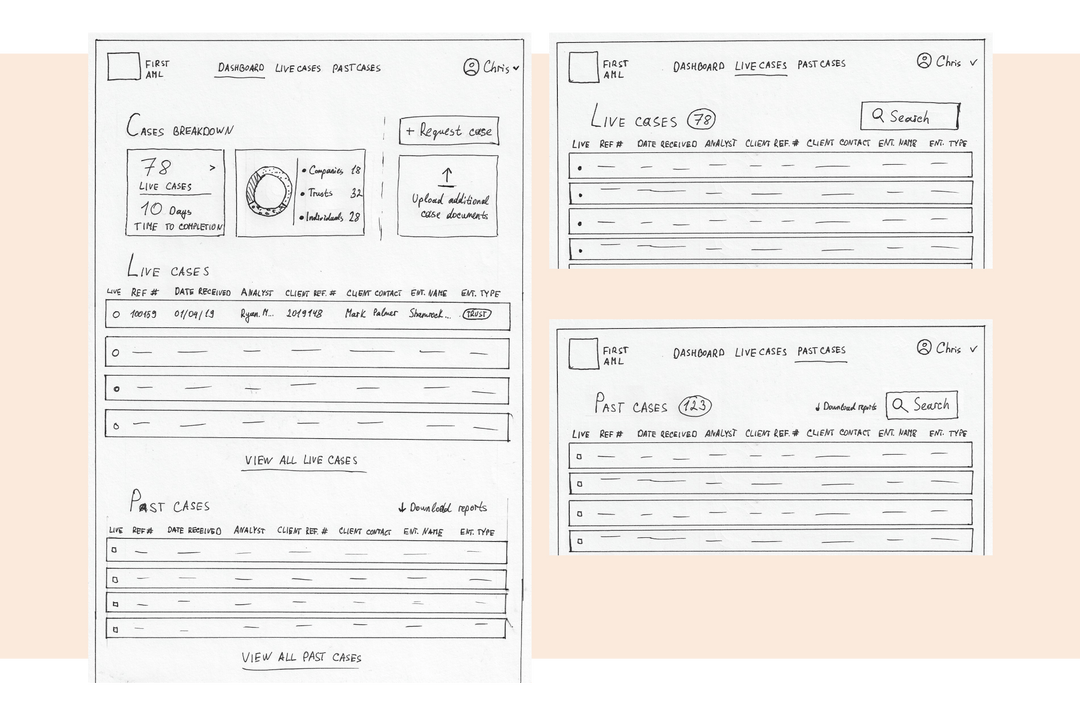 FIRST AML
DASHBOARD LIVE CASES PAST CASES
Chris
CASES BREAKDOWN
78
LIVE CASES
10 Days
TIME TO COMPLETION
• Companies 18
• Trusts 32
• Individuals 28
+ Request case
Upload additional
case documents
LIVE CASES
LIVE REF # DATE RECEIVED ANALYST CLIENT REF. # CLIENT CONTACT ENT. NAME ENT. TYPE
100159 01/04/19 Ryan. M... 2019148 Mark Palmer Shamrock... TRUST
VIEW ALL LIVE CASES
PAST CASES
↓ Download reports
LIVE REF # DATE RECEIVED ANALYST CLIENT REF. # CLIENT CONTACT ENT. NAME ENT. TYPE
VIEW ALL PAST CASES
FIRST AML
DASHBOARD LIVE CASES PAST CASES
Chris
LIVE CASES 78
Search
LIVE REF # DATE RECEIVED ANALYST CLIENT REF. # CLIENT CONTACT ENT. NAME ENT. TYPE
FIRST AML
DASHBOARD LIVE CASES PAST CASES
Chris
PAST CASES 123
↓ Download reports
Search
LIVE REF # DATE RECEIVED ANALYST CLIENT REF. # CLIENT CONTACT ENT. NAME ENT. TYPE